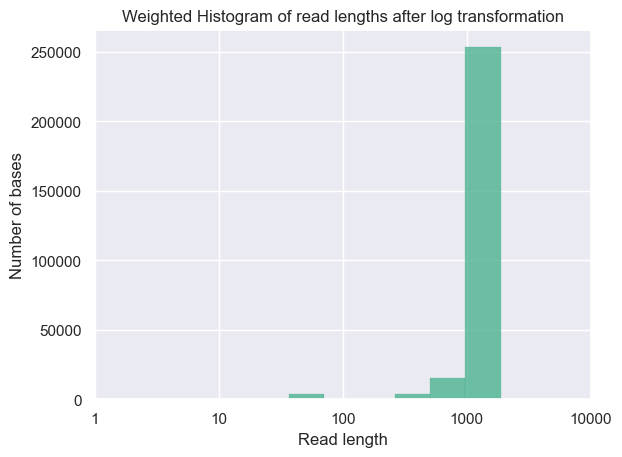 Weighted Histogram of read lengths after log transformation
250000
200000
150000
100000
50000
0
Number of bases
1 10 100 1000 10000
Read length